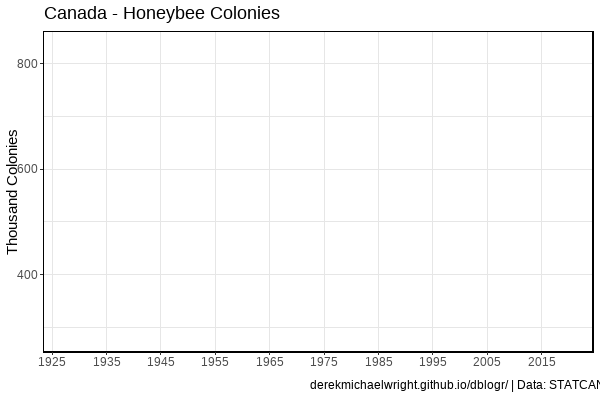 Canada - Honeybee Colonies
Thousand Colonies
800
600
400
1925 1935 1945 1955 1965 1975 1985 1995 2005 2015
derekmichaelwright.github.io/dblogr/ | Data: STATCAN